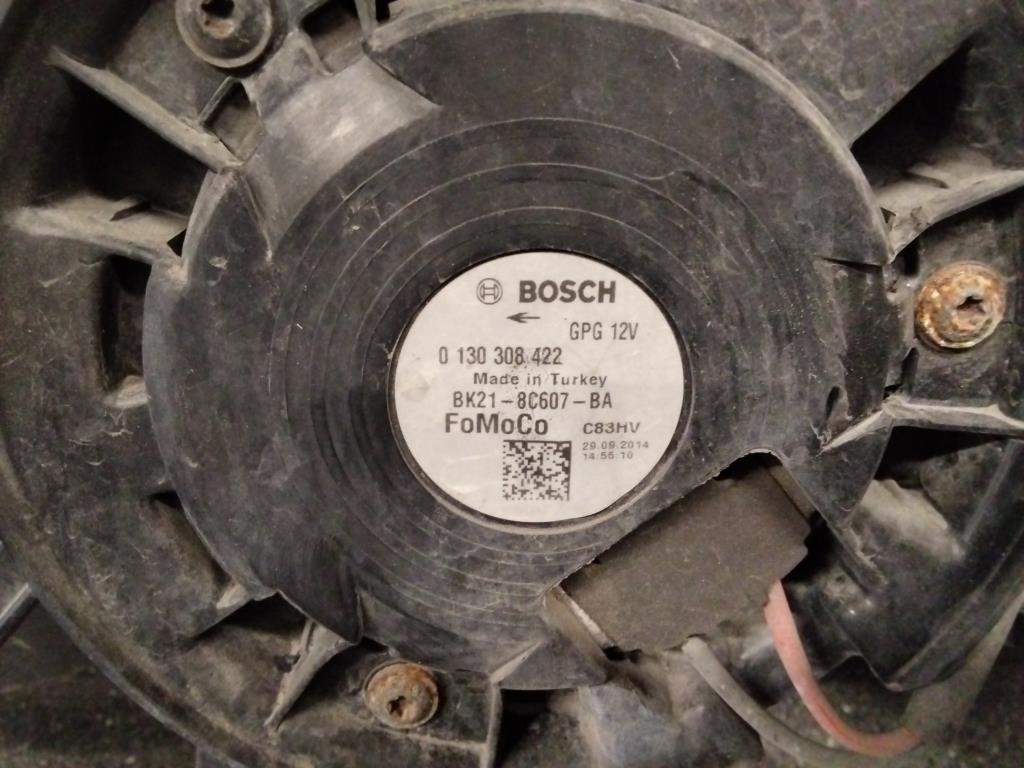 BOSCH
GPG 12V
0 130 308 422
Made in Turkey
BK21-8C607-BA
FoMoCo C83HV
29.09.2014
14:55:10